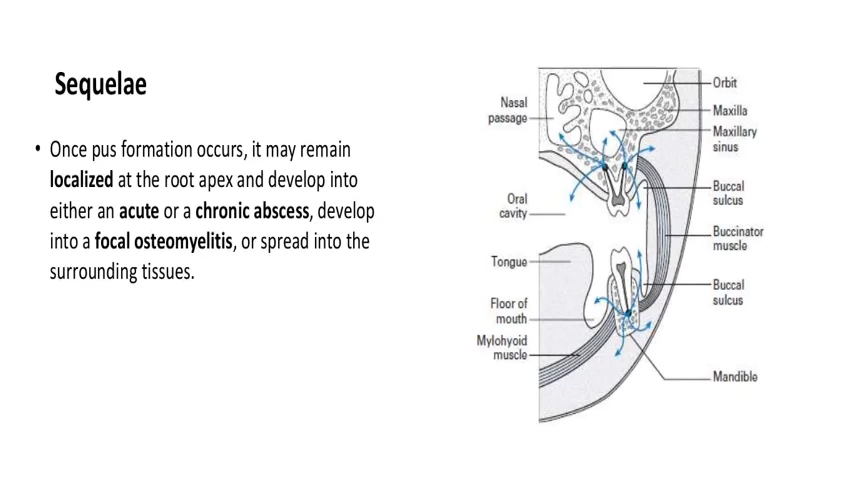 Sequelae
• Once pus formation occurs, it may remain
localized at the root apex and develop into
either an acute or a chronic abscess, develop
into a focal osteomyelitis, or spread into the
surrounding tissues.
Nasal
passage
Oral
cavity
Tongue
Floor of
mouth
Mylohyoid
muscle
Orbit
Maxilla
Maxillary
sinus
Buccal
sulcus
Buccinator
muscle
Buccal
sulcus
Mandible